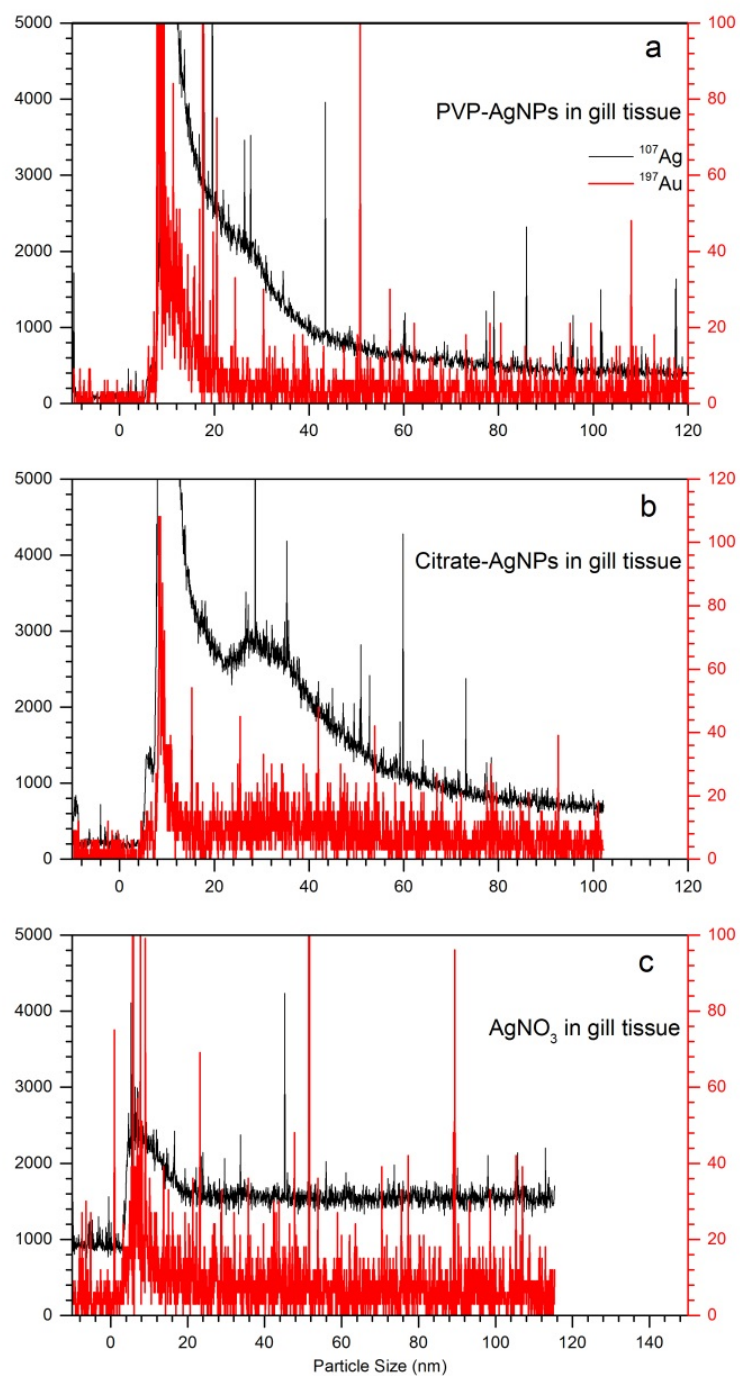 5000 100
a
PVP-AgNPs in gill tissue
4000 80
¹⁰⁷Ag
¹⁹⁷Au
3000 60
2000 40
1000 20
0 0
0 20 40 60 80 100 120
5000 120
b
100
Citrate-AgNPs in gill tissue
4000
80
3000
60
2000
40
1000
20
0 0
0 20 40 60 80 100 120
5000 100
c
4000 80
AgNO₃ in gill tissue
3000 60
2000 40
1000 20
0 0
0 20 40 60 80 100 120 140
Particle Size (nm)